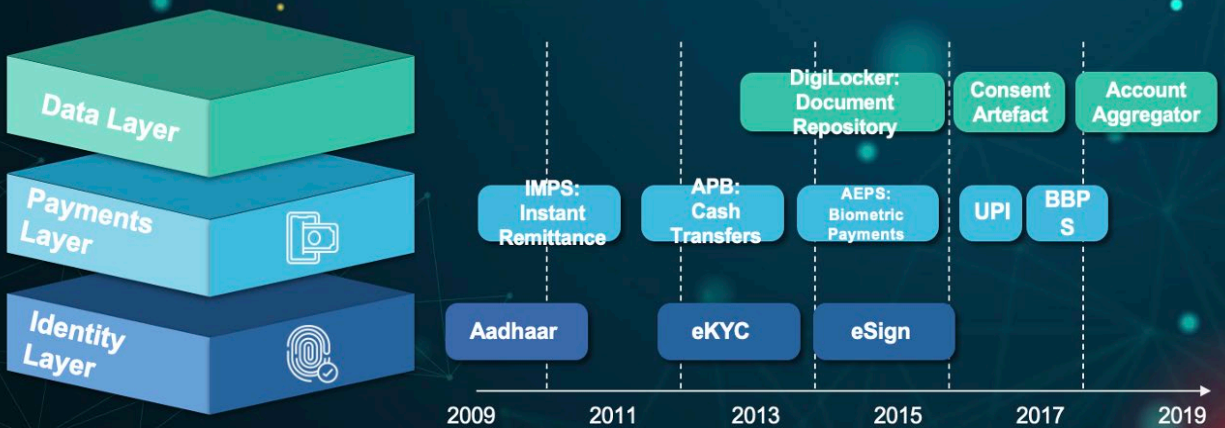 Data Layer
Payments
Layer
Identity
Layer
DigiLocker:
Document
Repository
Consent
Artefact
Account
Aggregator
IMPS:
Instant
Remittance
APB:
Cash
Transfers
AEPS:
Biometric
Payments
UPI
BBP
S
Aadhaar
eKYC
eSign
2009
2011
2013
2015
2017
2019